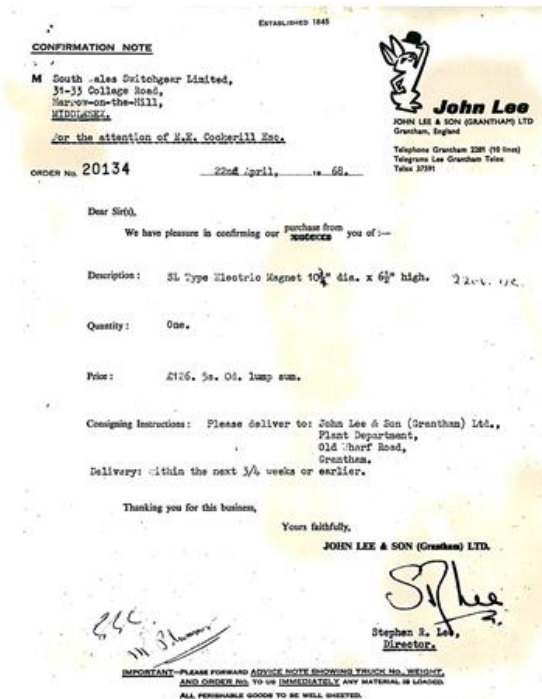 ESTABLISHED 1845
CONFIRMATION NOTE
M South Wales Switchgear Limited,
31-33 College Road,
Harrow-on-the-Hill,
MIDDLESEX.
For the attention of Cockerill Esq.
John Lee
JOHN LEE & SON (GRANTHAM) LTD
Grantham, England
Telephone Grantham 2281 (10 lines)
Telegrams Lee Grantham Telex
Telex 37591
ORDER No. 20134 22nd April, 19 68.
Dear Sir(s),
We have pleasure in confirming our purchase from you of :—
Description : SL Type Electric Magnet 10¾" dia. x 6½" high.
Quantity : One.
Price : £126. 5s. 0d. lump sum.
Consigning Instructions : Please deliver to: John Lee & Son (Grantham) Ltd.,
Plant Department,
Old Wharf Road,
Grantham.
Delivery: Within the next 3/4 weeks or earlier.
Thanking you for this business,
Yours faithfully,
JOHN LEE & SON (Grantham) LTD.
Stephen R. Lee,
Director.
IMPORTANT—PLEASE FORWARD ADVICE NOTE SHOWING TRUCK No. WEIGHT,
AND ORDER No. TO US IMMEDIATELY ANY MATERIAL IS LOADED.
ALL PERISHABLE GOODS TO BE WELL SHEETED.